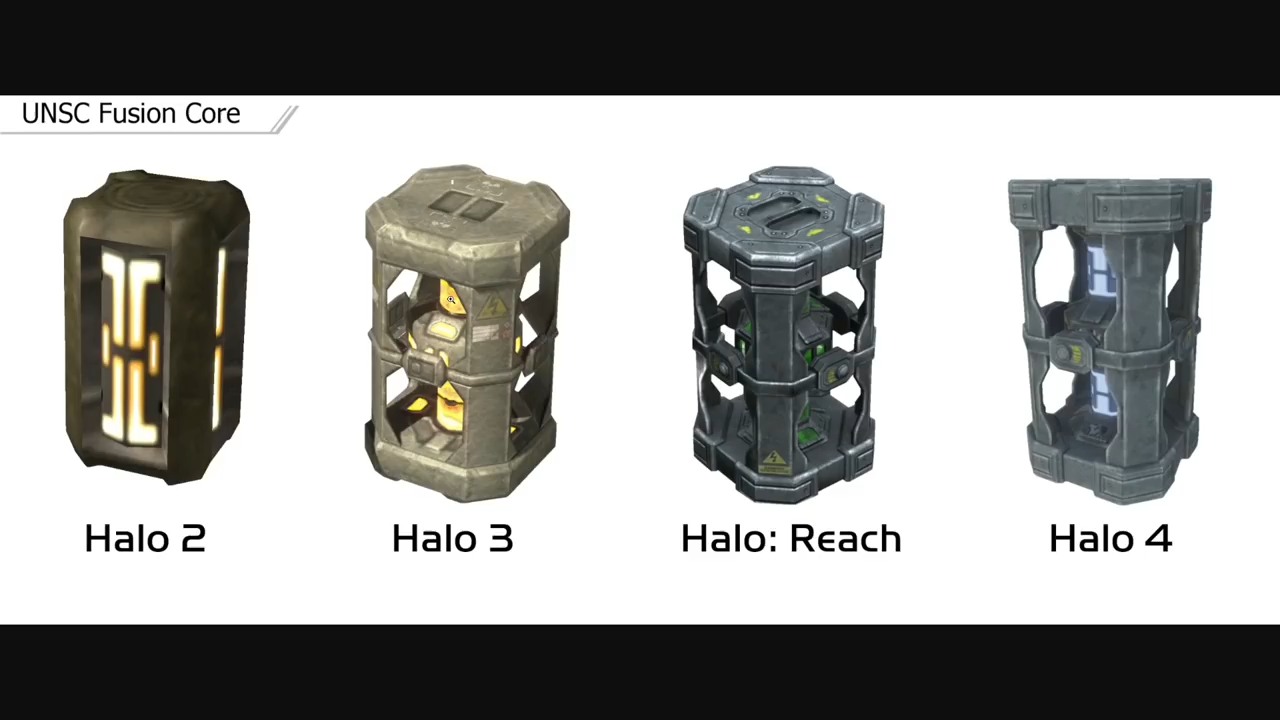 UNSC Fusion Core
Halo 2
Halo 3
Halo: Reach
Halo 4